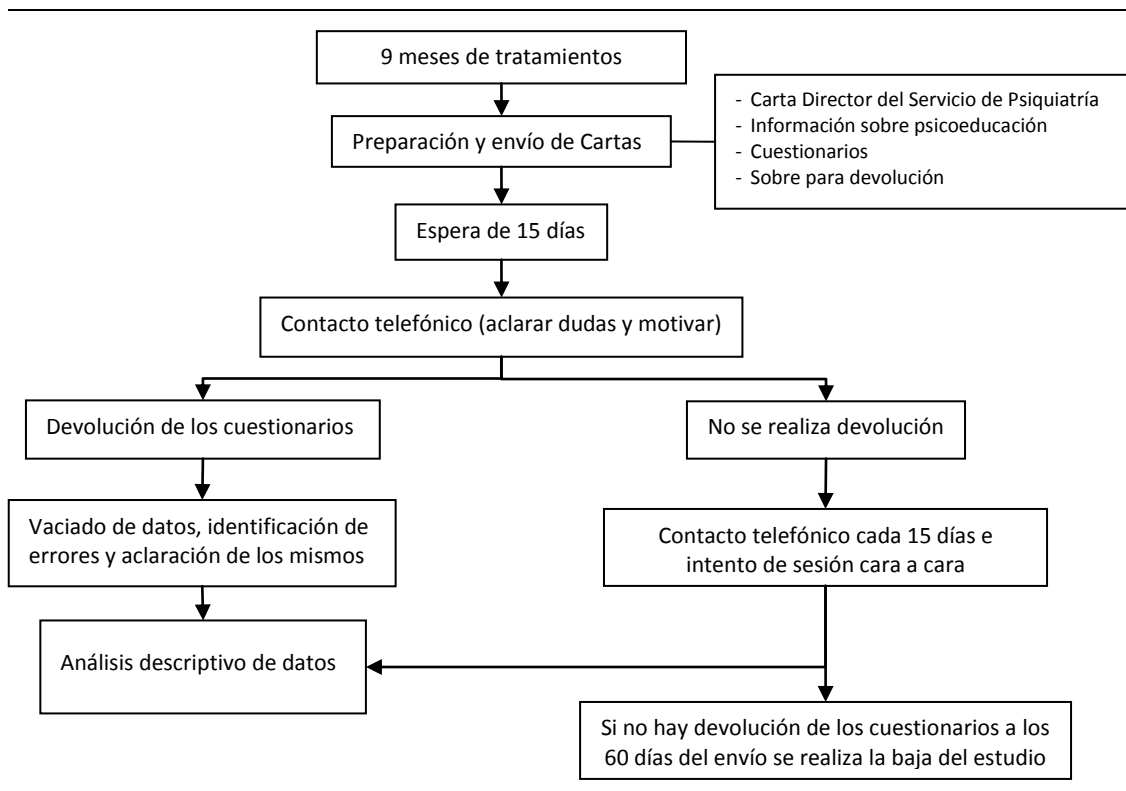 9 meses de tratamientos
Preparación y envío de Cartas
- Carta Director del Servicio de Psiquiatría
- Información sobre psicoeducación
- Cuestionarios
- Sobre para devolución
Espera de 15 días
Contacto telefónico (aclarar dudas y motivar)
Devolución de los cuestionarios
No se realiza devolución
Vaciado de datos, identificación de
errores y aclaración de los mismos
Contacto telefónico cada 15 días e
intento de sesión cara a cara
Análisis descriptivo de datos
Si no hay devolución de los cuestionarios a los
60 días del envío se realiza la baja del estudio